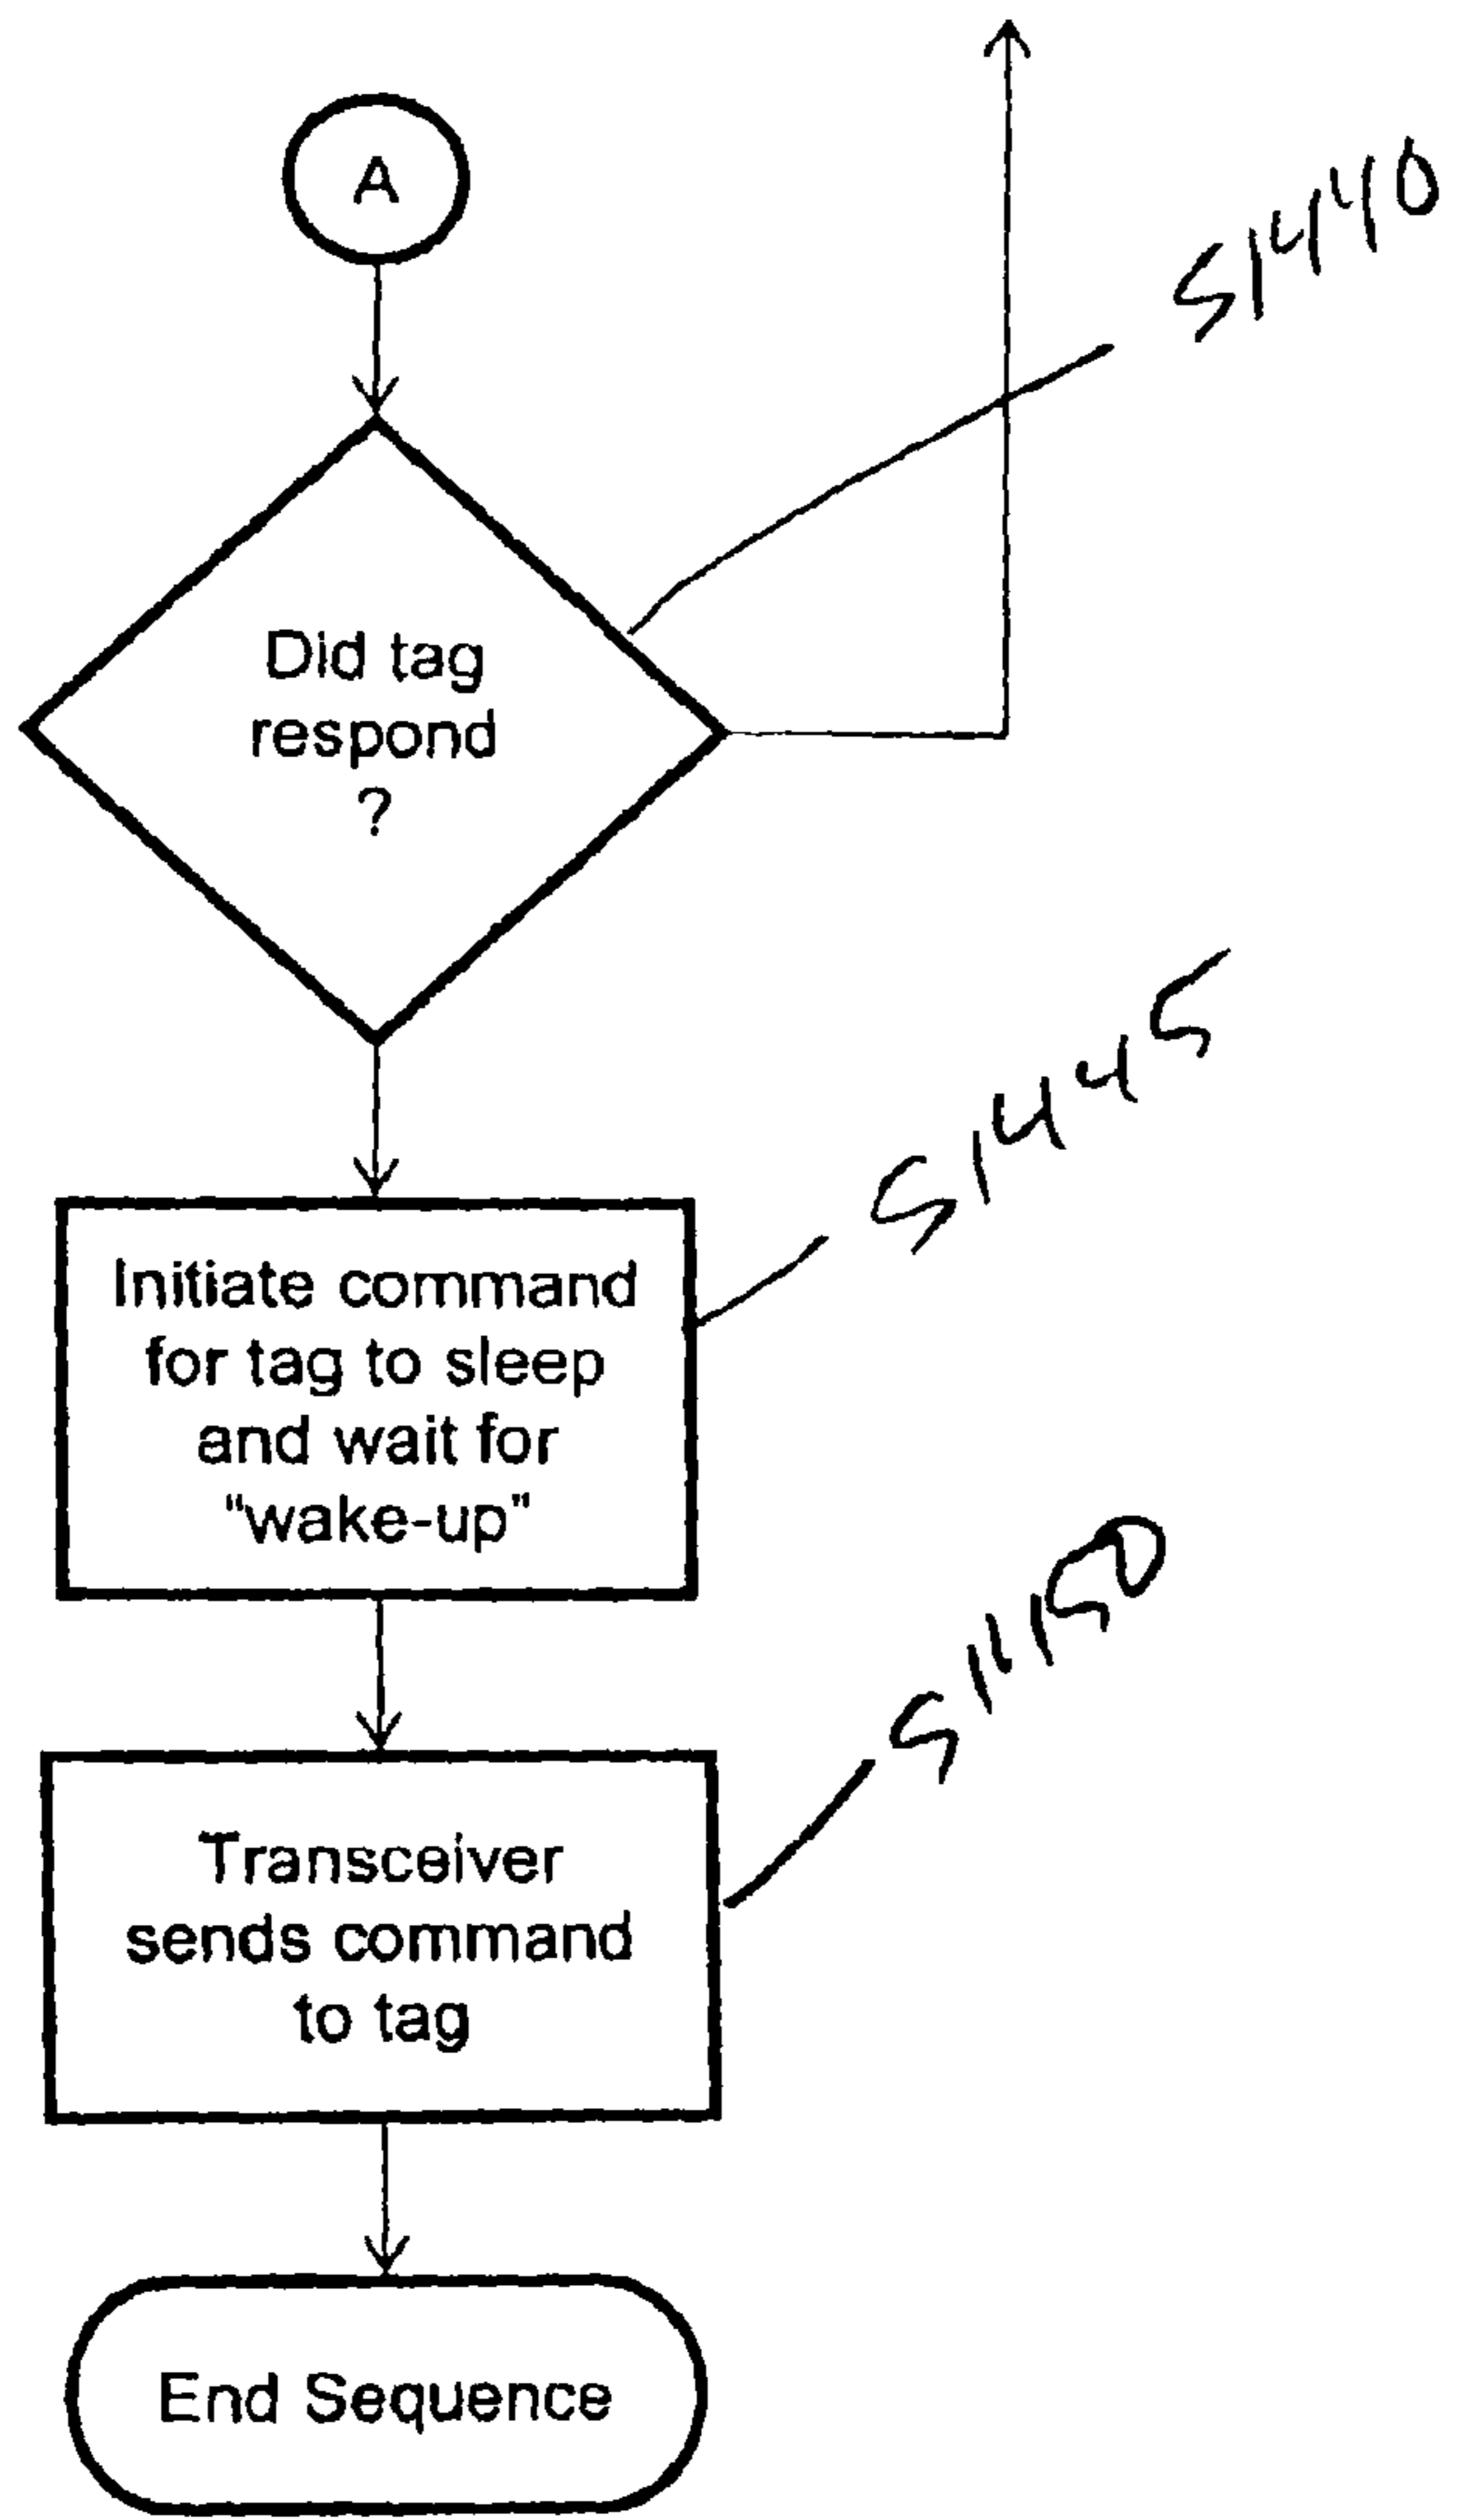 A
S1440
Did tag
respond
?
S1445
Initiate command
for tag to sleep
and wait for
“wake-up”
Transceiver
sends command
to tag
End Sequence